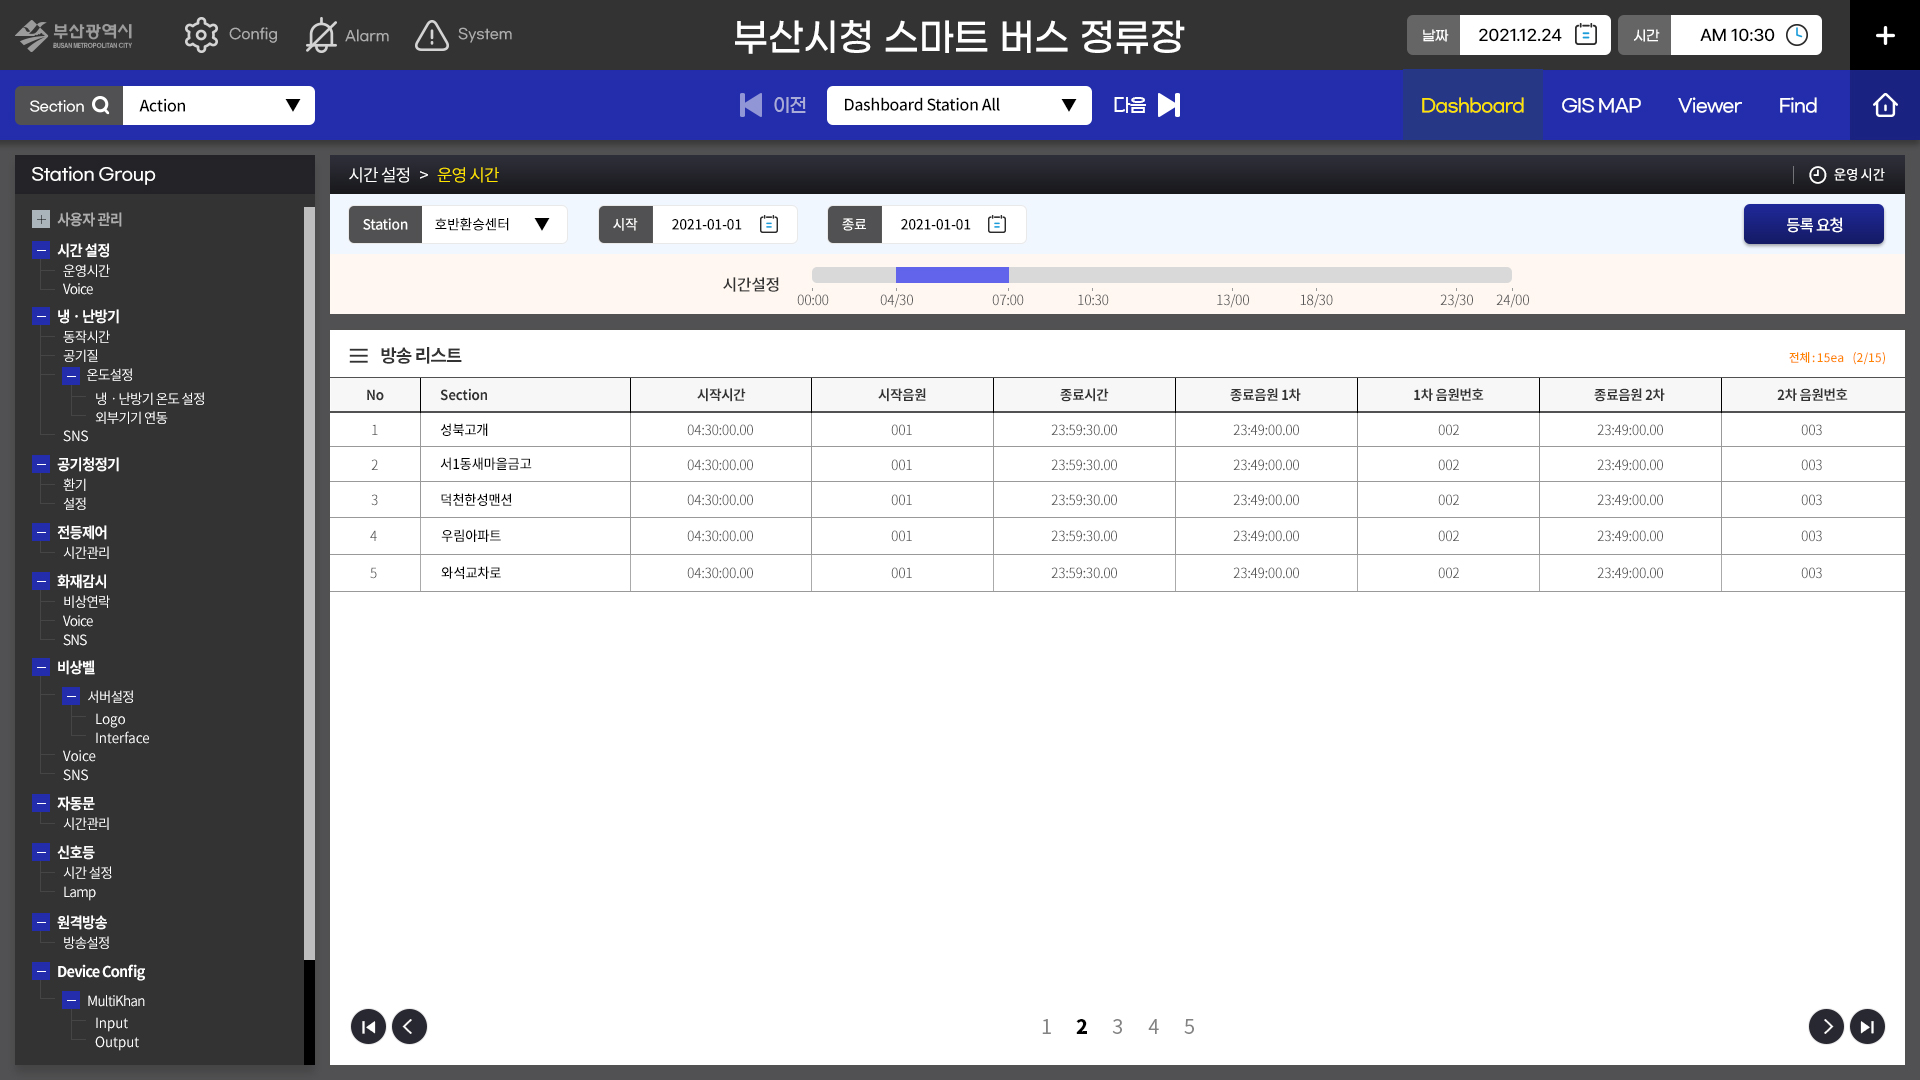 부산광역시
BUSAN METROPOLITAN CITY
Config
Alarm
System
부산시청 스마트 버스 정류장
날짜 2021.12.24
시간 AM 10:30
Section Action
이전 Dashboard Station All 다음
Dashboard GIS MAP Viewer Find
Station Group
사용자 관리
시간 설정
운영시간
Voice
냉 · 난방기
동작시간
공기질
온도설정
냉 · 난방기 온도 설정
외부기기 연동
SNS
공기청정기
환기
설정
전등제어
시간관리
화재감시
비상연락
Voice
SNS
비상벨
서버설정
Logo
Interface
Voice
SNS
자동문
시간관리
신호등
시간 설정
Lamp
원격방송
방송설정
Device Config
MultiKhan
Input
Output
시간 설정 > 운영 시간
운영 시간
Station 호반환승센터
시작 2021-01-01
종료 2021-01-01
등록 요청
시간설정
00:00 04/30 07:00 10:30 13/00 18/30 23/30 24/00
방송 리스트
전체 : 15ea (2/15)
No Section 시작시간 시작음원 종료시간 종료음원 1차 1차 음원번호 종료음원 2차 2차 음원번호
1 성북고개 04:30:00.00 001 23:59:30.00 23:49:00.00 002 23:49:00.00 003
2 서1동새마을금고 04:30:00.00 001 23:59:30.00 23:49:00.00 002 23:49:00.00 003
3 덕천한성맨션 04:30:00.00 001 23:59:30.00 23:49:00.00 002 23:49:00.00 003
4 우림아파트 04:30:00.00 001 23:59:30.00 23:49:00.00 002 23:49:00.00 003
5 와석교차로 04:30:00.00 001 23:59:30.00 23:49:00.00 002 23:49:00.00 003
1 2 3 4 5